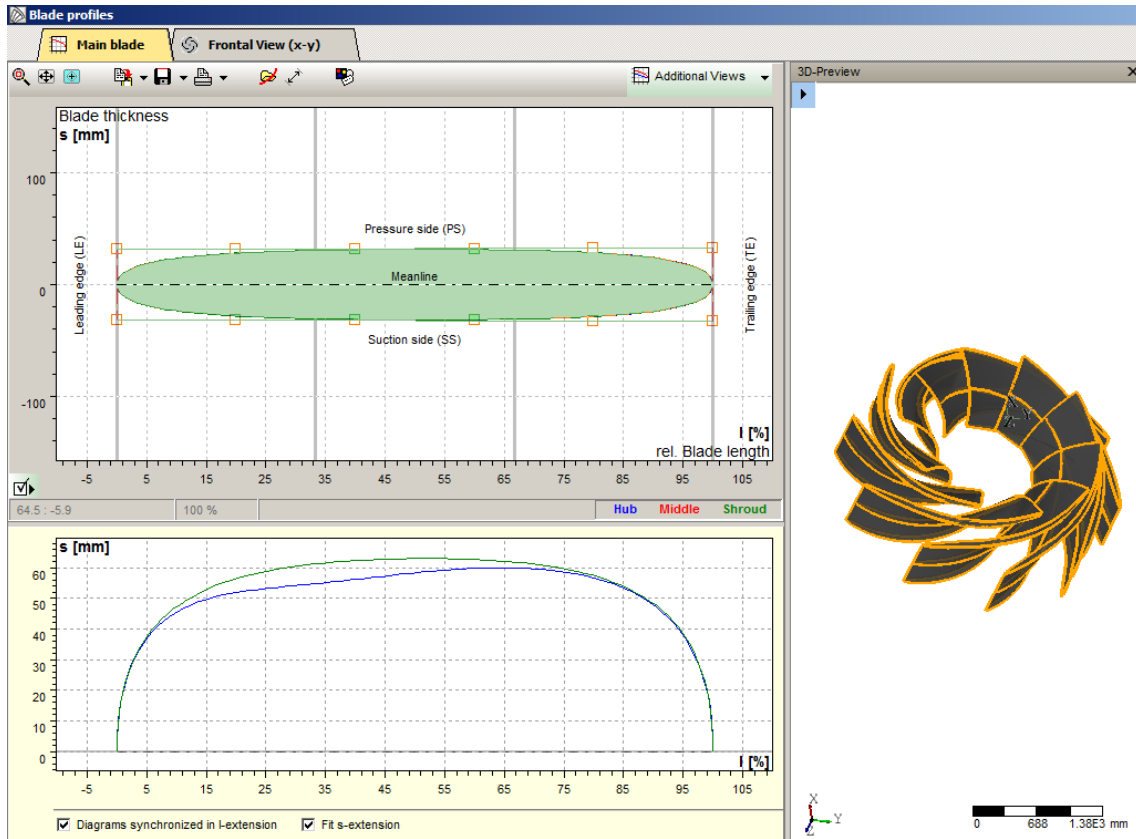 Blade profiles
Main blade
Frontal View (x-y)
Additional Views
3D-Preview
Blade thickness
s [mm]
100
0
-100
Pressure side (PS)
Meanline
Suction side (SS)
Leading edge (LE)
Trailing edge (TE)
l [%]
rel. Blade length
-5 5 15 25 35 45 55 65 75 85 95 105
64.5 : -5.9
100 %
Hub Middle Shroud
s [mm]
60
50
40
30
20
10
0
l [%]
-5 5 15 25 35 45 55 65 75 85 95 105
Diagrams synchronized in l-extension
Fit s-extension
X
Y
Z
X
Y
Z
0 688 1.38E3 mm